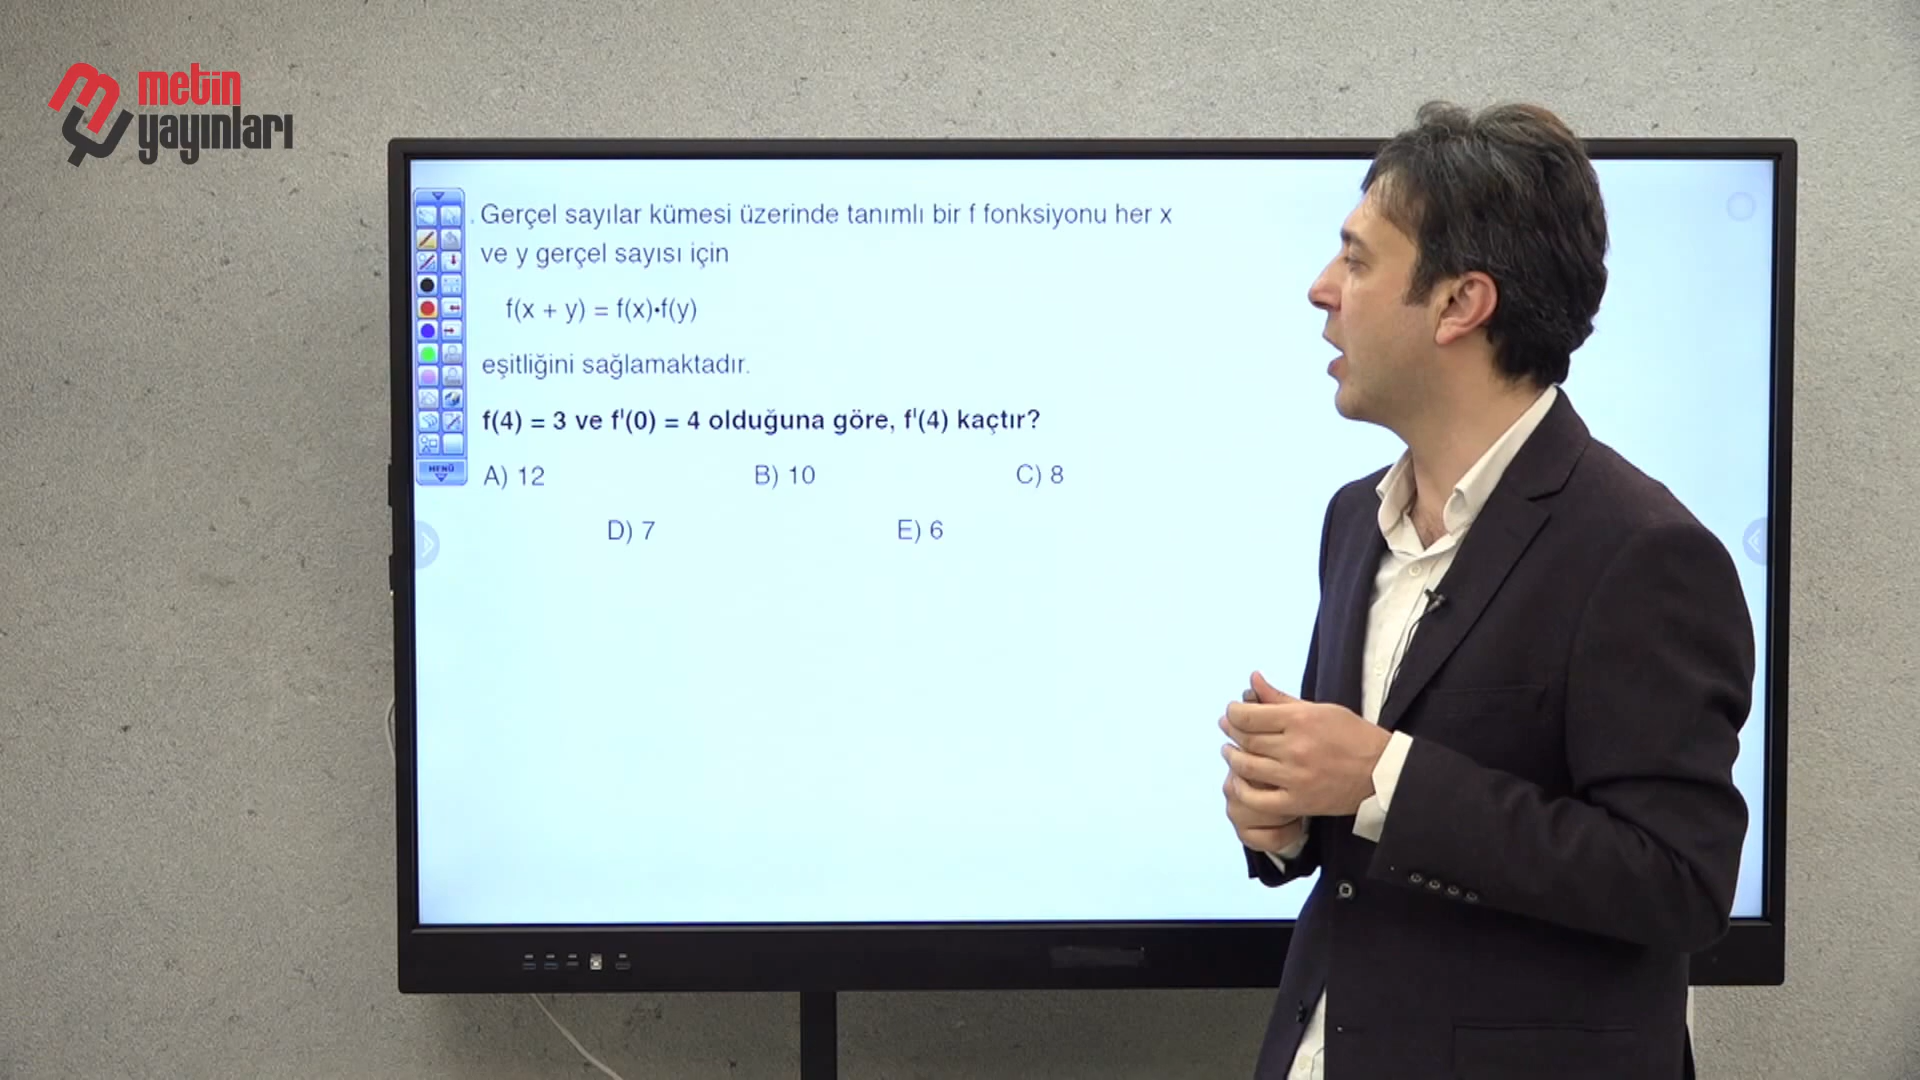 metin
yayınları
Gerçel sayılar kümesi üzerinde tanımlı bir f fonksiyonu her x
ve y gerçel sayısı için
f(x + y) = f(x)•f(y)
eşitliğini sağlamaktadır.
f(4) = 3 ve f'(0) = 4 olduğuna göre, f'(4) kaçtır?
A) 12 B) 10 C) 8
D) 7 E) 6
MENÜ